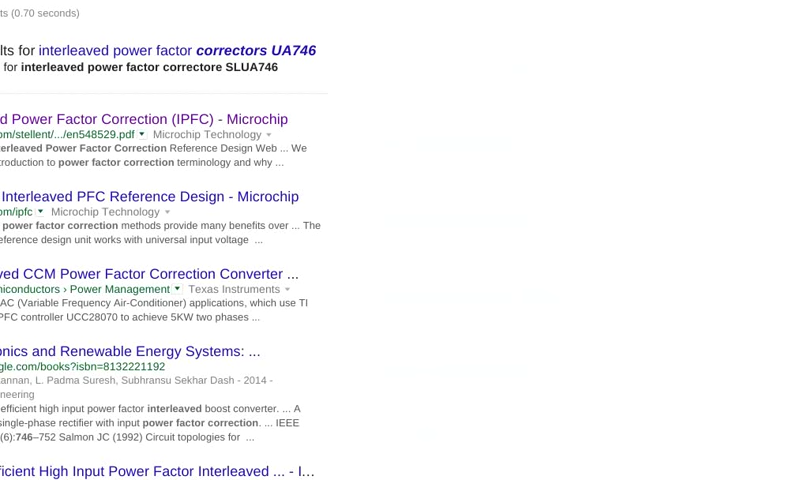 ts (0.70 seconds)
lts for interleaved power factor correctors UA746
for interleaved power factor correctore SLUA746
d Power Factor Correction (IPFC) - Microchip
om/stellent/.../en548529.pdf Microchip Technology
terleaved Power Factor Correction Reference Design Web ... We
troduction to power factor correction terminology and why ...
Interleaved PFC Reference Design - Microchip
om/ipfc Microchip Technology
power factor correction methods provide many benefits over ... The
eference design unit works with universal input voltage ...
ved CCM Power Factor Correction Converter ...
niconductors › Power Management Texas Instruments
AC (Variable Frequency Air-Conditioner) applications, which use TI
PFC controller UCC28070 to achieve 5KW two phases ...
onics and Renewable Energy Systems: ...
gle.com/books?isbn=8132221192
annan, L. Padma Suresh, Subhransu Sekhar Dash - 2014 -
neering
efficient high input power factor interleaved boost converter. ... A
single-phase rectifier with input power factor correction. ... IEEE
(6):746–752 Salmon JC (1992) Circuit topologies for ...
ficient High Input Power Factor Interleaved ... - I...